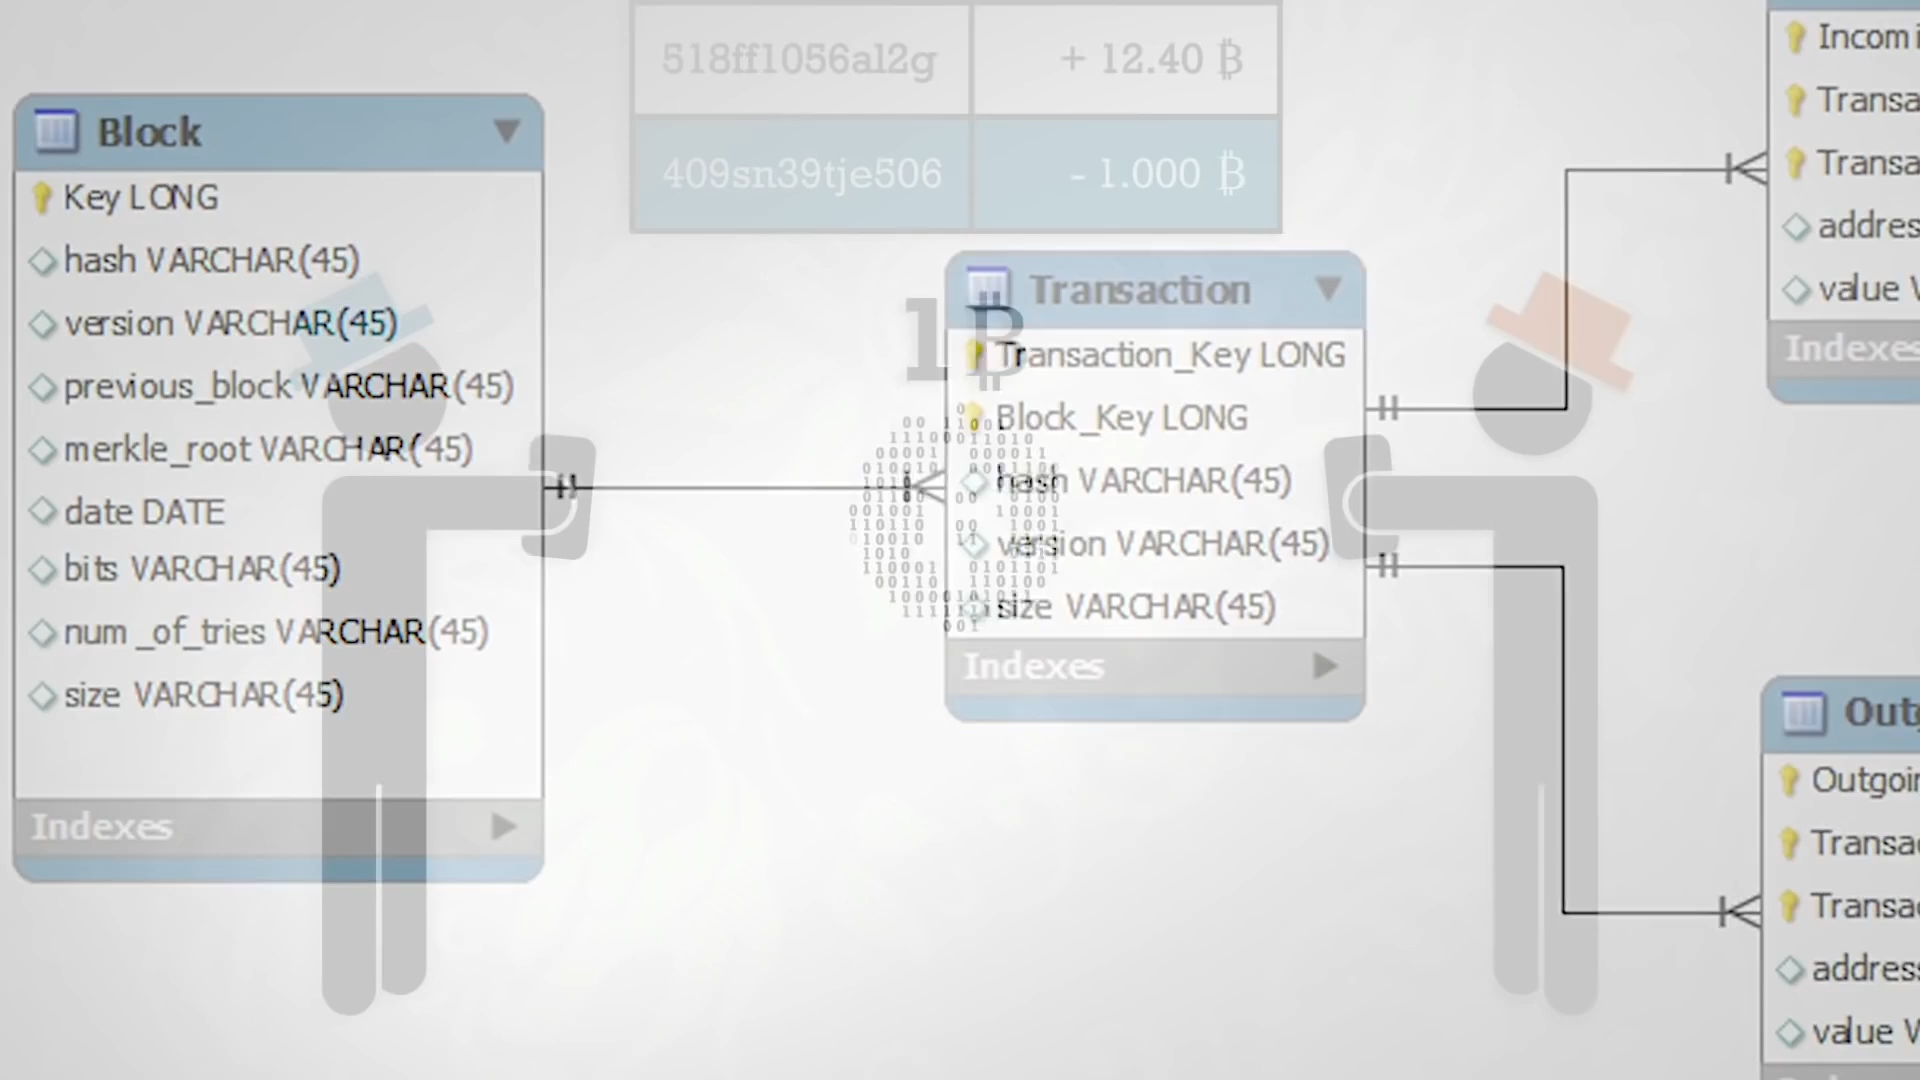 518ff1056al2g + 12.40 ₿
409sn39tje506 - 1.000 ₿
Block
Key LONG
hash VARCHAR(45)
version VARCHAR(45)
previous_block VARCHAR(45)
merkle_root VARCHAR(45)
date DATE
bits VARCHAR(45)
num_of_tries VARCHAR(45)
size VARCHAR(45)
Indexes
1₿
Transaction
Transaction_Key LONG
Block_Key LONG
hash VARCHAR(45)
version VARCHAR(45)
size VARCHAR(45)
Indexes
Incomi
Transa
Transa
addres
value V
Indexes
Outg
Outgoin
Transac
Transac
address
value V